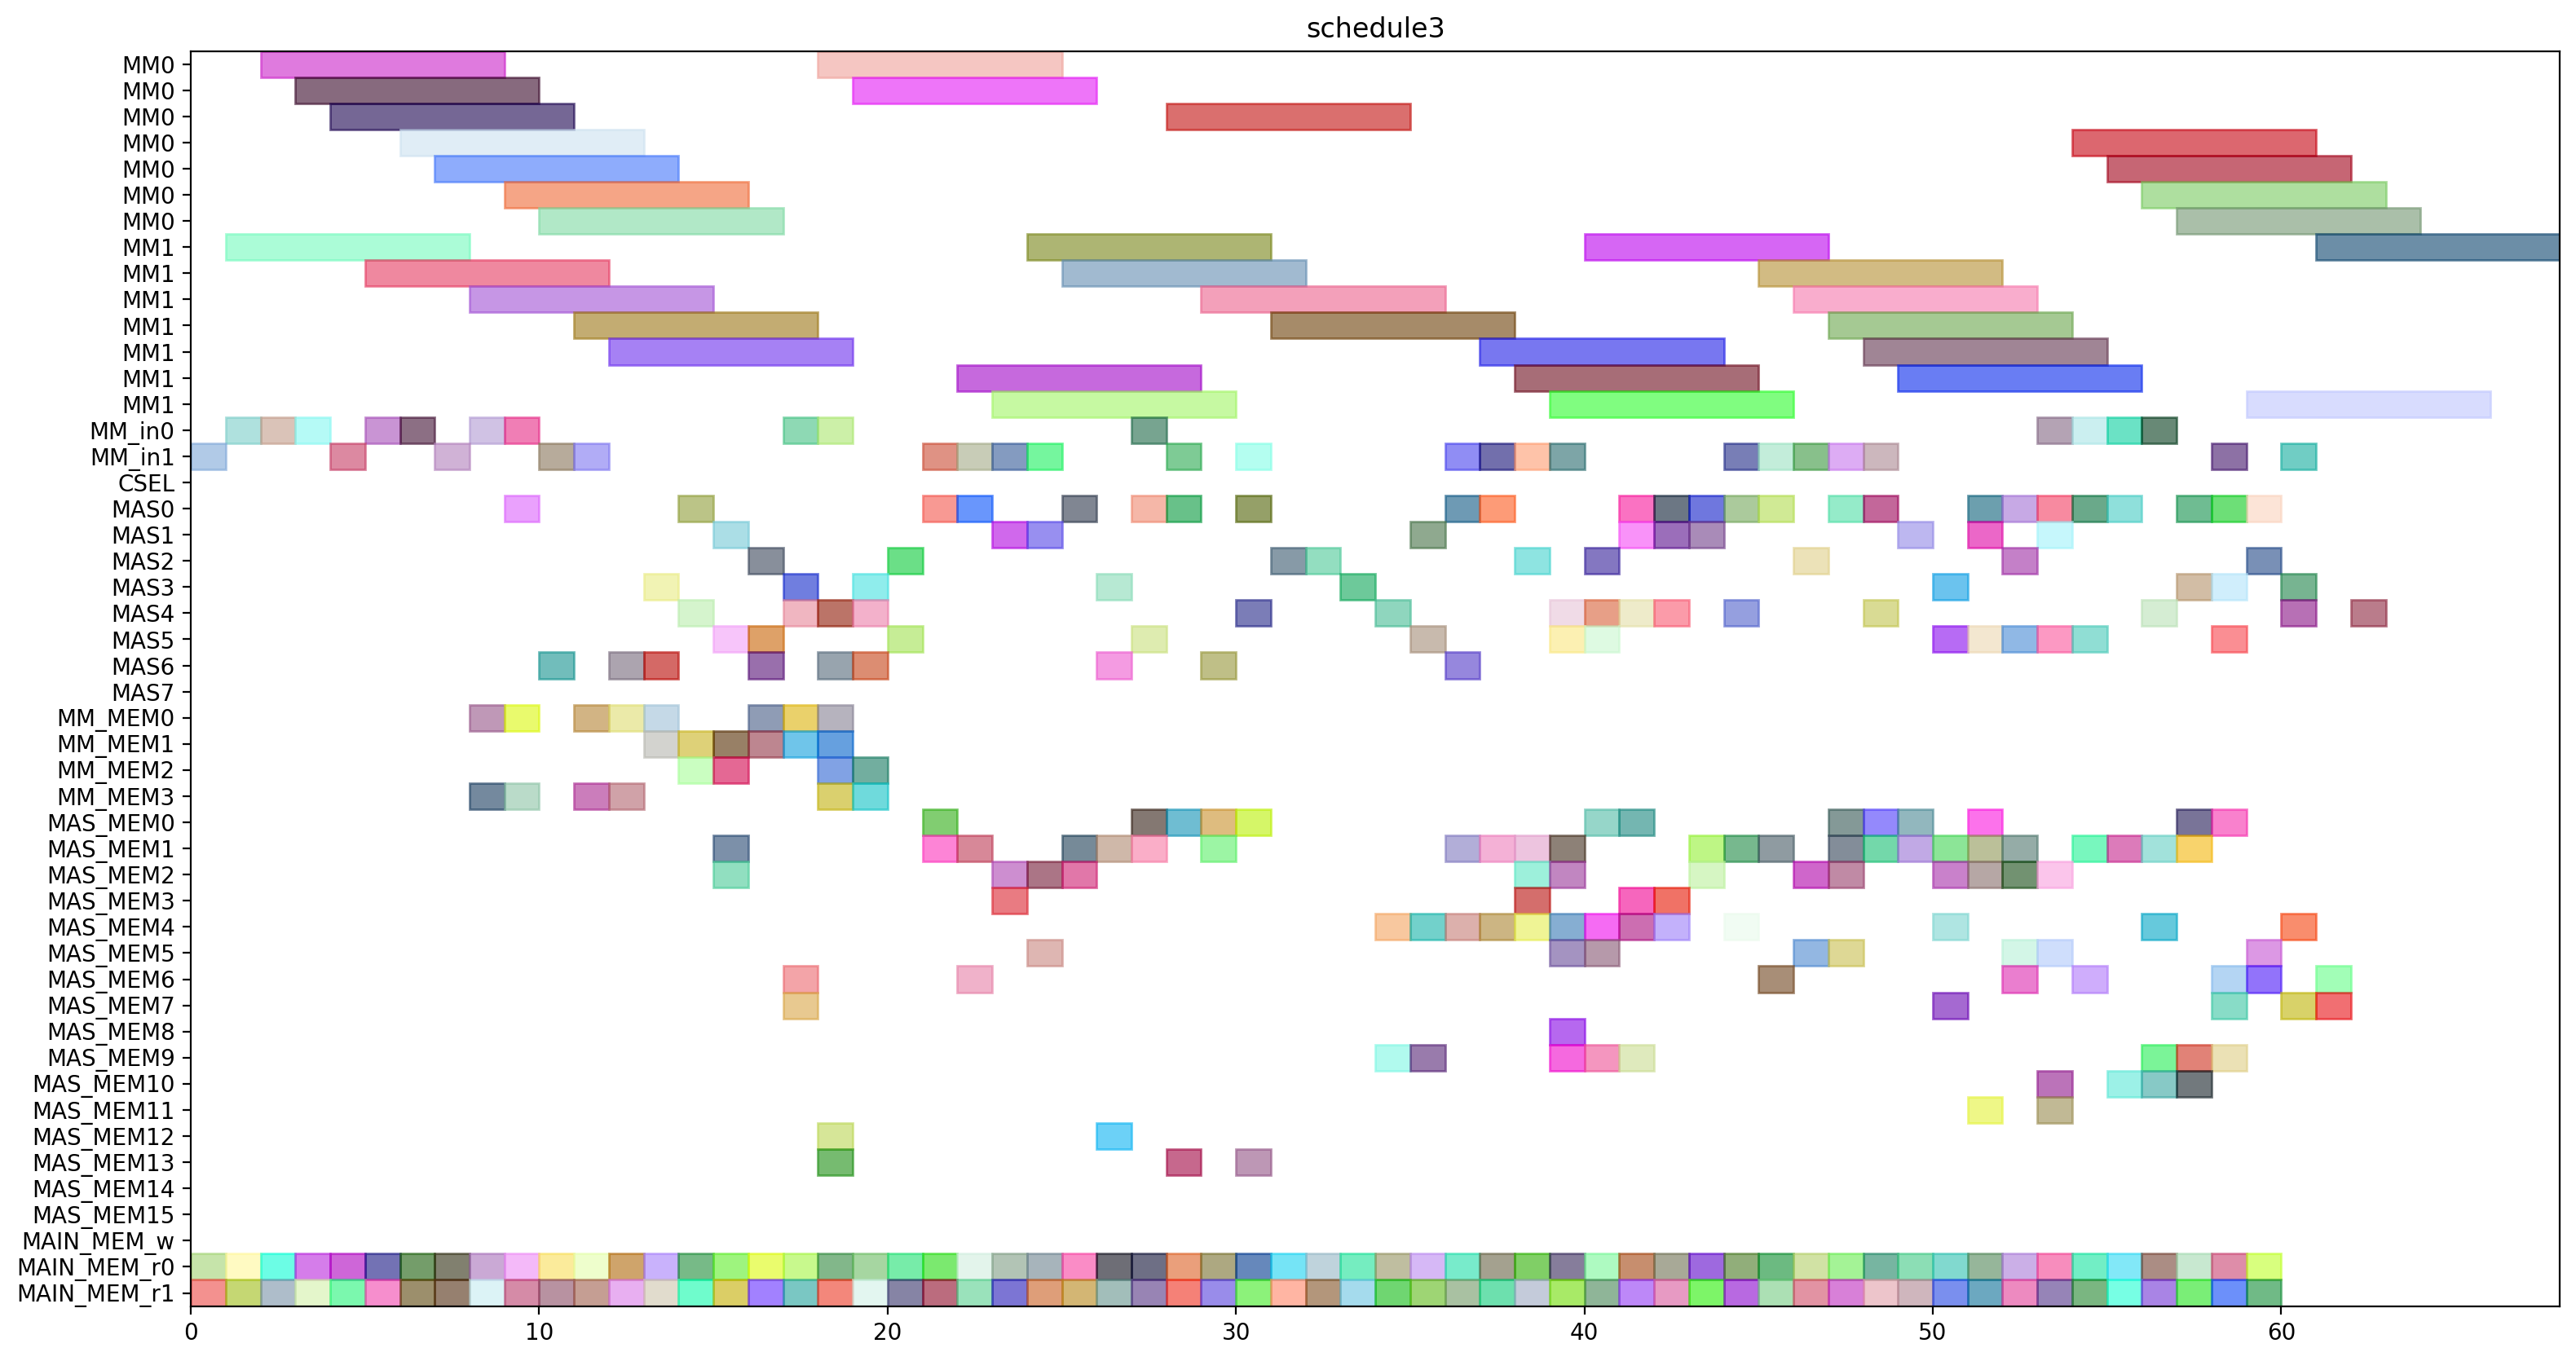 schedule3
MM0
MM0
MM0
MM0
MM0
MM0
MM0
MM1
MM1
MM1
MM1
MM1
MM1
MM1
MM_in0
MM_in1
CSEL
MAS0
MAS1
MAS2
MAS3
MAS4
MAS5
MAS6
MAS7
MM_MEM0
MM_MEM1
MM_MEM2
MM_MEM3
MAS_MEM0
MAS_MEM1
MAS_MEM2
MAS_MEM3
MAS_MEM4
MAS_MEM5
MAS_MEM6
MAS_MEM7
MAS_MEM8
MAS_MEM9
MAS_MEM10
MAS_MEM11
MAS_MEM12
MAS_MEM13
MAS_MEM14
MAS_MEM15
MAIN_MEM_w
MAIN_MEM_r0
MAIN_MEM_r1
0 10 20 30 40 50 60